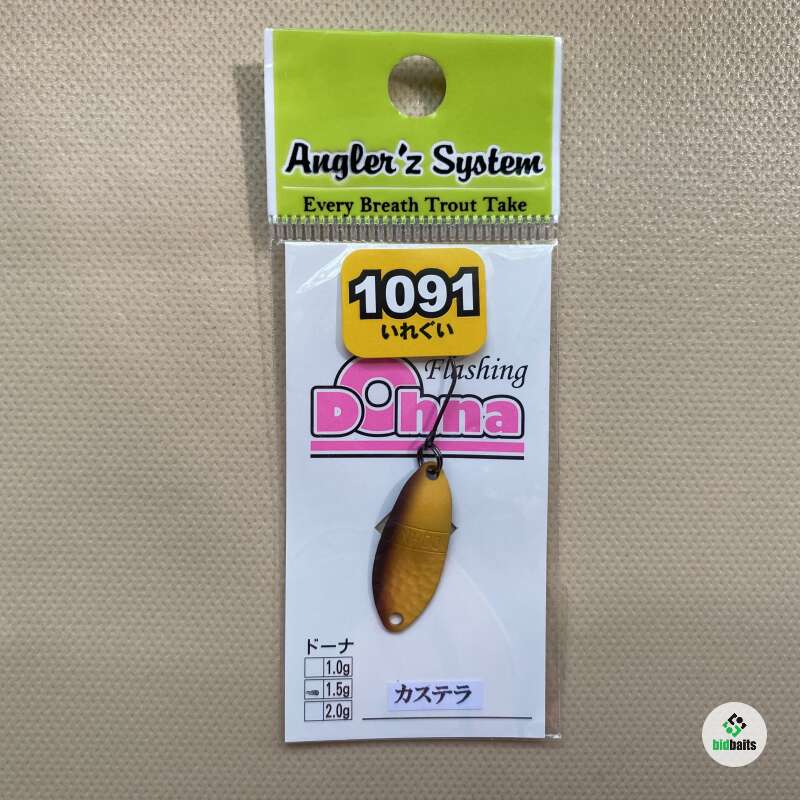 Angler'z System
Every Breath Trout Take
1091
いれぐい
Flashing
Dohna
DOHNA
ドーナ
1.0g
1.5g
2.0g
カステラ
bidbaits